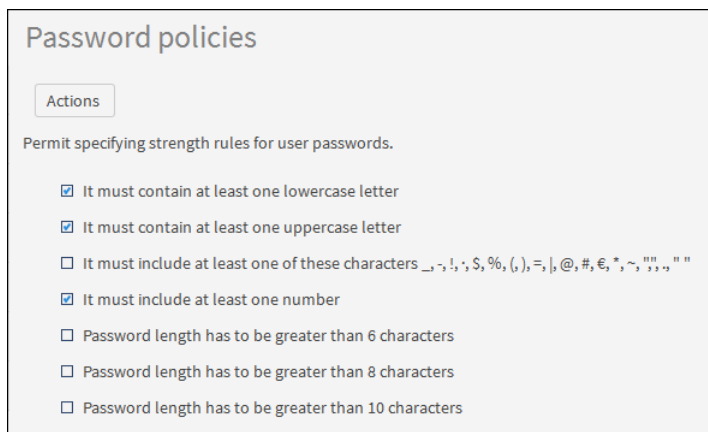 Password policies
Actions
Permit specifying strength rules for user passwords.
It must contain at least one lowercase letter
It must contain at least one uppercase letter
It must include at least one of these characters _, -, !, ·, $, %, (, ), =, |, @, #, €, *, ~, ",", ., " "
It must include at least one number
Password length has to be greater than 6 characters
Password length has to be greater than 8 characters
Password length has to be greater than 10 characters